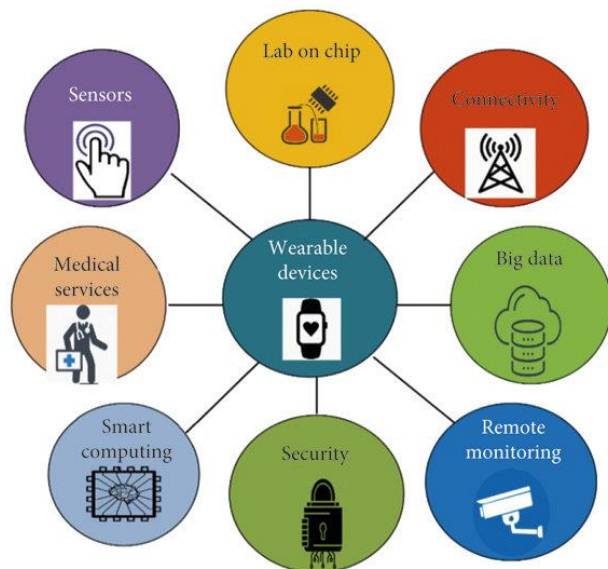 Lab on chip
Sensors
Connectivity
Wearable
devices
Medical
services
Big data
Smart
computing
Security
Remote
monitoring